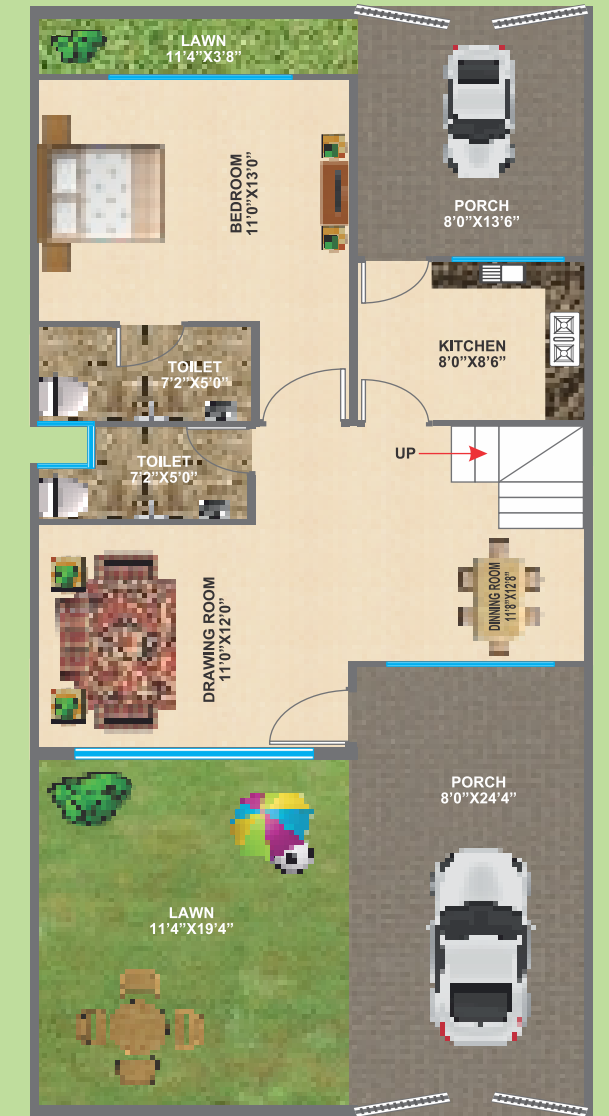 LAWN
11'4"X3'8"
PORCH
8'0"X13'6"
BEDROOM
11'0"X13'0"
KITCHEN
8'0"X8'6"
TOILET
7'2"X5'0"
TOILET
7'2"X5'0"
UP
DINNING ROOM
11'8"X12'8"
DRAWING ROOM
11'0"X12'0"
PORCH
8'0"X24'4"
LAWN
11'4"X19'4"